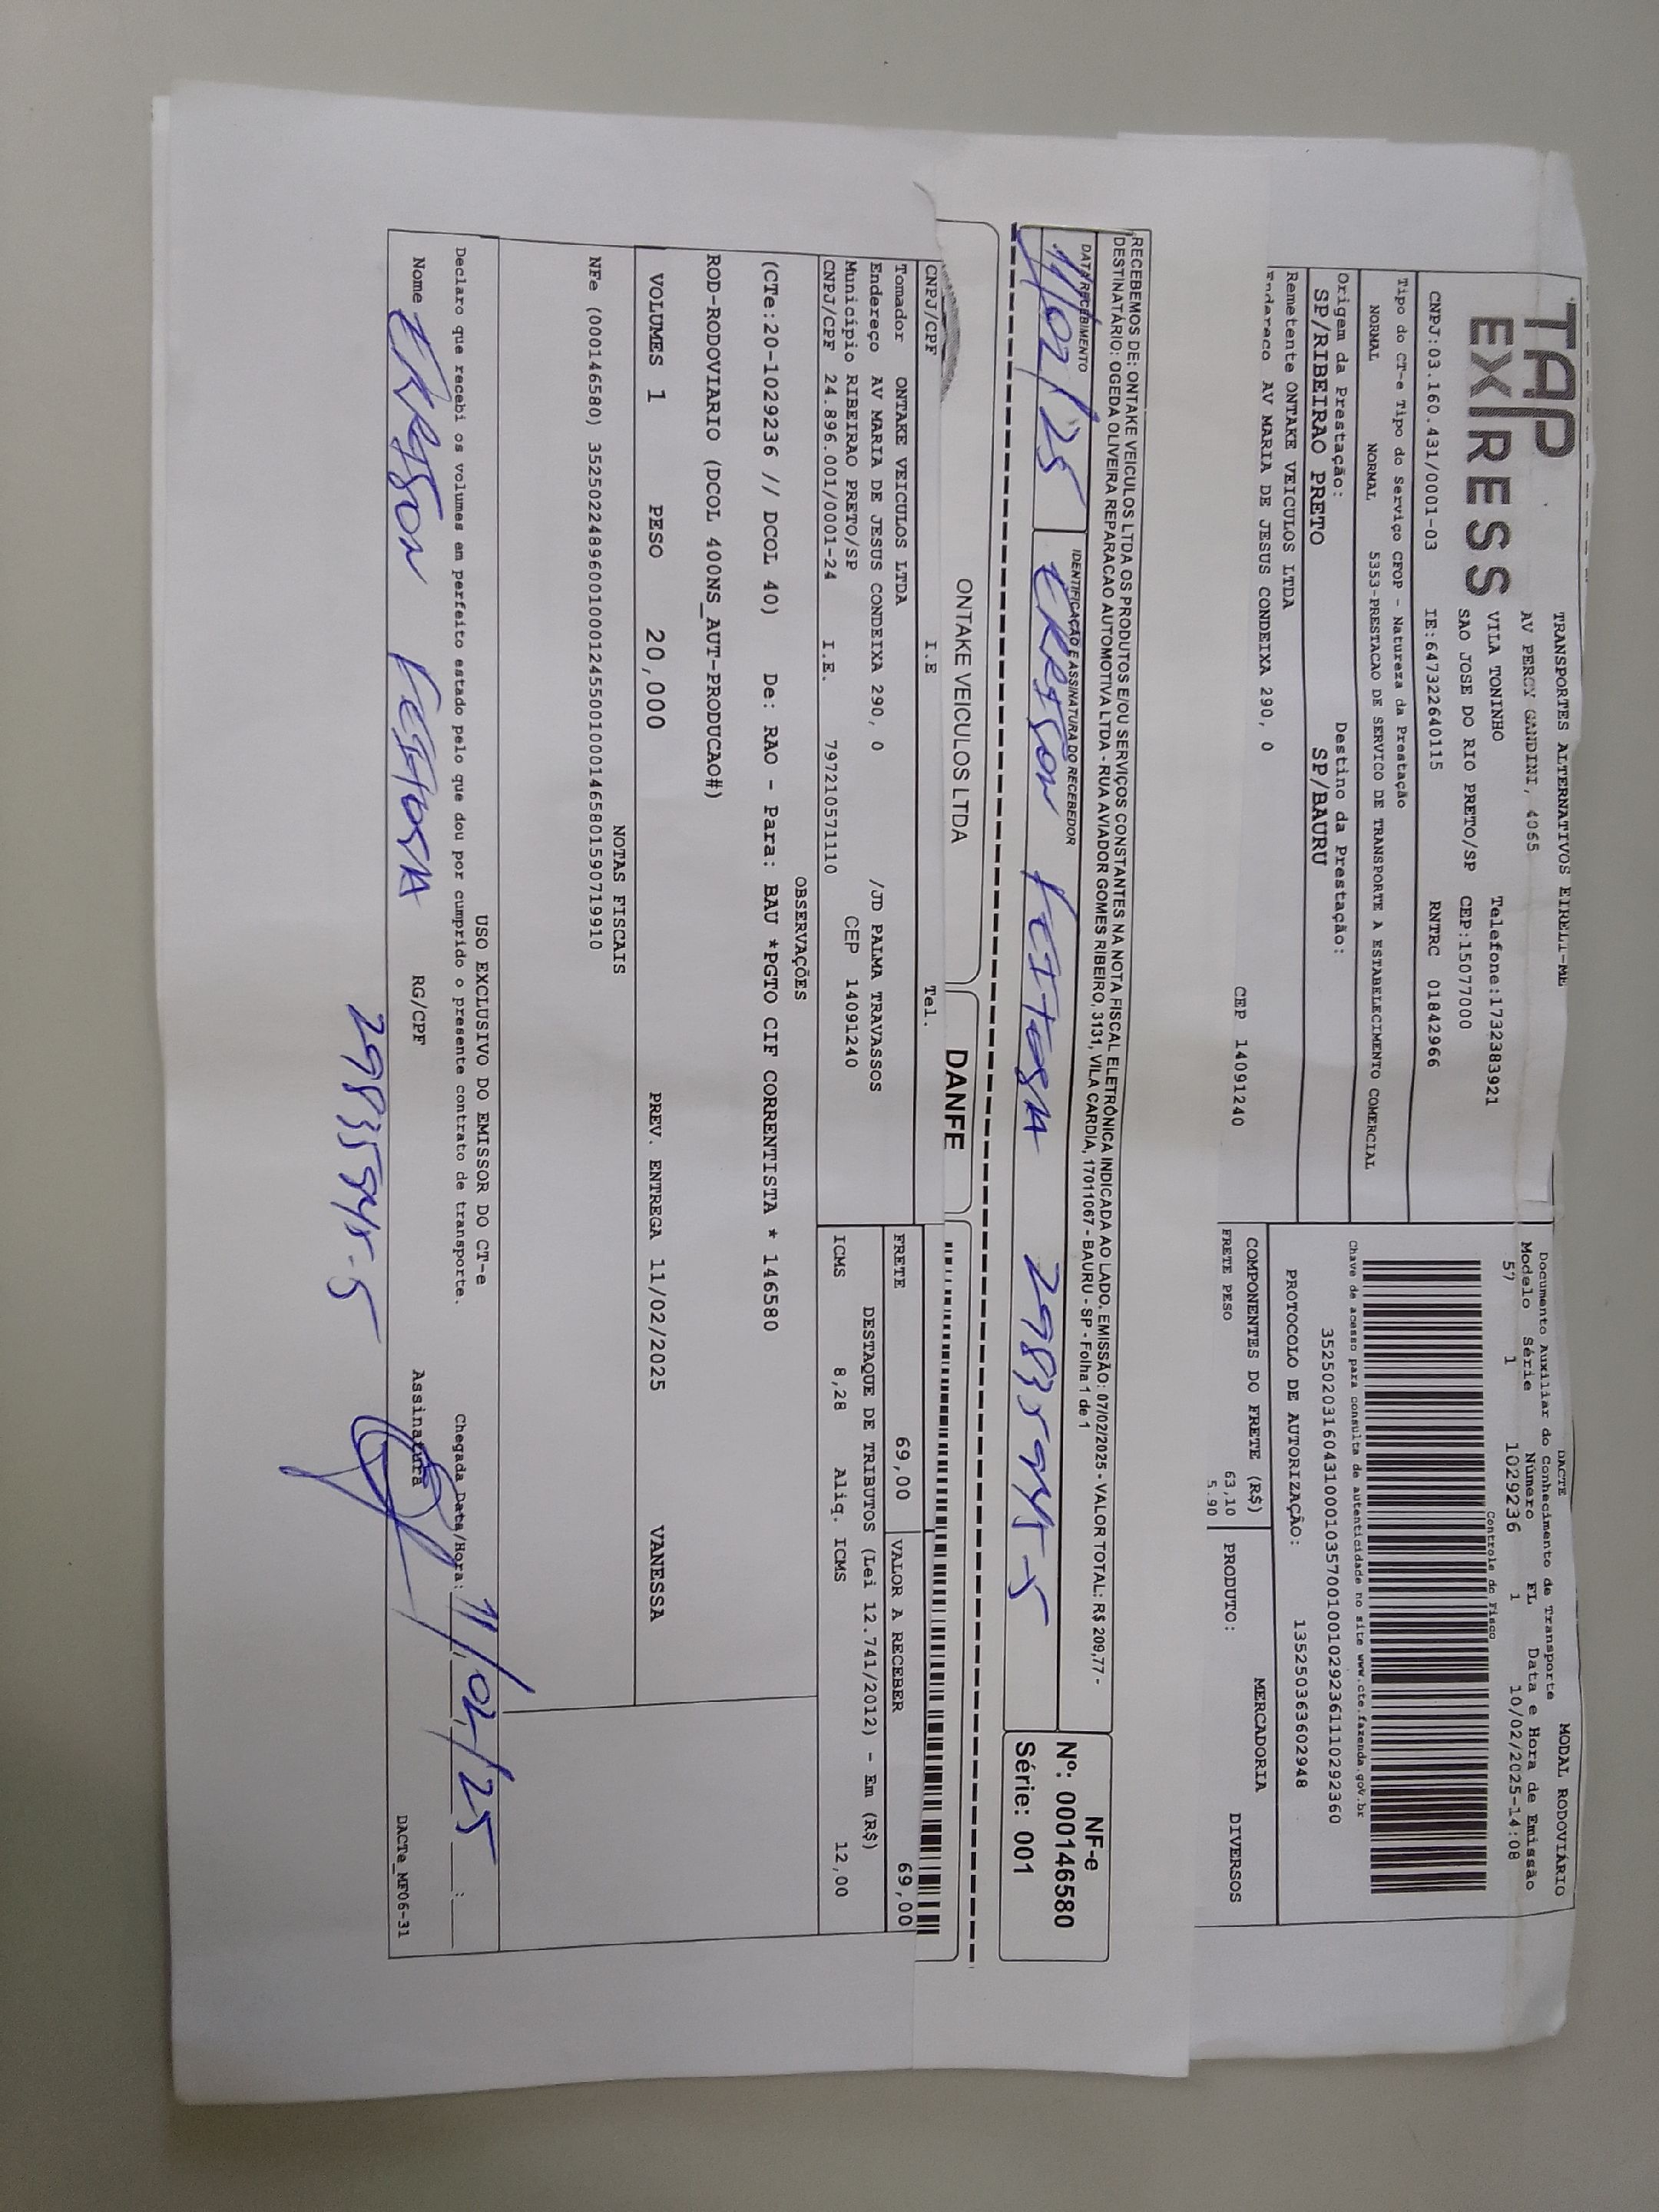 TAP
EXPRESS
TRANSPORTES ALTERNATIVOS EIRELI-ME
AV PERCY GANDINI, 4065
VILA TONINHO Telefone:1732383921
SAO JOSE DO RIO PRETO/SP CEP:15077000
CNPJ:03.160.431/0001-03 IE:647322640115 RNTRC 01842966
Tipo do CT-e Tipo do Serviço CFOP - Natureza da Prestação
NORMAL NORMAL 5353-PRESTACAO DE SERVICO DE TRANSPORTE A ESTABELECIMENTO COMERCIAL
Origem da Prestação: Destino da Prestação:
SP/RIBEIRAO PRETO SP/BAURU
Remetente ONTAKE VEICULOS LTDA
Endereco AV MARIA DE JESUS CONDEIXA 290, 0
CEP 14091240
DACTE MODAL RODOVIÁRIO
Documento Auxiliar do Conhecimento de Transporte
Modelo Série Número FL Data e Hora de Emissão
57 1 1029236 1 10/02/2025-14:08
Controle do Fisco
Chave de acesso para consulta de autenticidade no site www.cte.fazenda.gov.br
35250203160431000103570010010292361102923​60
PROTOCOLO DE AUTORIZAÇÃO: 135250363602948
COMPONENTES DO FRETE (R$) MERCADORIA
FRETE PESO 63,10 PRODUTO: DIVERSOS
5.90
RECEBEMOS DE: ONTAKE VEICULOS LTDA OS PRODUTOS E/OU SERVIÇOS CONSTANTES NA NOTA FISCAL ELETRÔNICA INDICADA AO LADO. EMISSÃO: 07/02/2025 - VALOR TOTAL: R$ 209,77 -
DESTINATÁRIO: OGEDA OLIVEIRA REPARACAO AUTOMOTIVA LTDA - RUA AVIADOR GOMES RIBEIRO, 3131, VILA CARDIA, 17011067 - BAURU - SP - Folha 1 de 1
DATA RECEBIMENTO IDENTIFICAÇÃO E ASSINATURA DO RECEBEDOR
11/02/25 FEITOSA
NF-e
Nº: 000146580
Série: 001
ONTAKE VEICULOS LTDA DANFE
CNPJ/CPF I.E Tel.
Tomador ONTAKE VEICULOS LTDA
Endereço AV MARIA DE JESUS CONDEIXA 290, 0 /JD PALMA TRAVASSOS
Município RIBEIRAO PRETO/SP CEP 14091240
CNPJ/CPF 24.896.001/0001-24 I.E. 797210571110
FRETE 69,00 VALOR A RECEBER 69,00
DESTAQUE DE TRIBUTOS (Lei 12.741/2012) - Em (R$)
ICMS 8,28 Aliq. ICMS 12,00
OBSERVAÇÕES
(CTe:20-1029236 // DCOL 40) De: RAO - Para: BAU *PGTO CIF CORRENTISTA * 146580
ROD-RODOVIARIO (DCOL 400NS_AUT-PRODUCAO#)
VOLUMES 1 PESO 20,000 PREV. ENTREGA 11/02/2025 VANESSA
NOTAS FISCAIS
NFe (000146580) 35250224896001000124550010001465801590719910
USO EXCLUSIVO DO EMISSOR DO CT-e
Declaro que recebi os volumes em perfeito estado pelo que dou por cumprido o presente contrato de transporte. Chegada Data/Hora: 11/02/25 __:__
Nome FEITOSA RG/CPF Assinatura DACTe_MF06-31